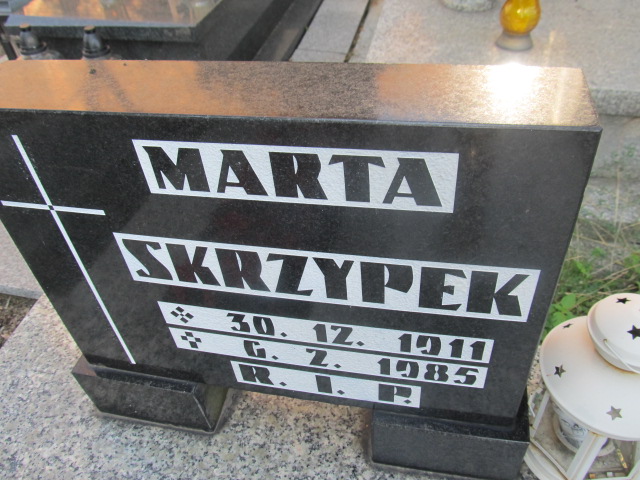 MARTA
SKRZYPEK
30. 12. 1911
6. 2. 1985
R. I. P.